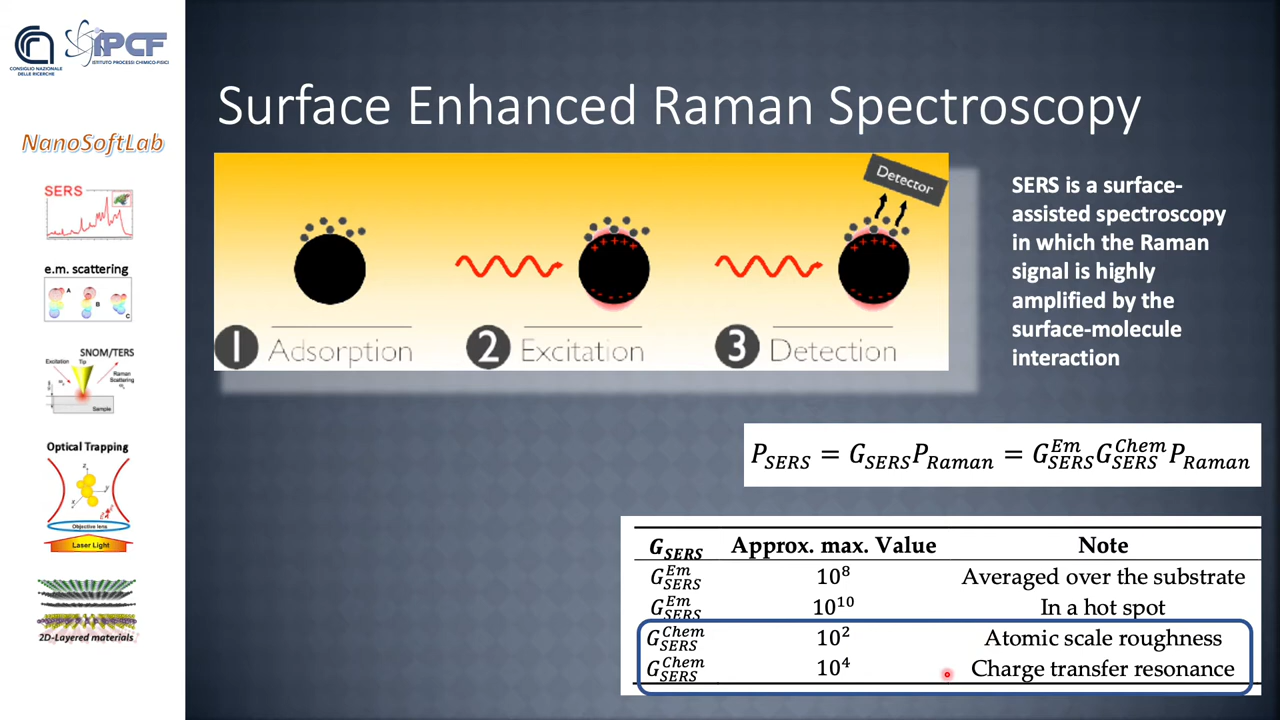 CONSIGLIO NAZIONALE
DELLE RICERCHE
IPCF
ISTITUTO PROCESSI CHIMICO-FISICI
NanoSoftLab
SERS
e.m. scattering
A
B
C
SNOM/TERS
Excitation
Tip
Raman
Scattering
Sample
Optical Trapping
z
y
x
Objective lens
Laser Light
2D-Layered materials
Surface Enhanced Raman Spectroscopy
Detector
1 Adsorption
2 Excitation
3 Detection
SERS is a surface-
assisted spectroscopy
in which the Raman
signal is highly
amplified by the
surface-molecule
interaction
P_SERS = G_SERS P_Raman = G_SERS^Em G_SERS^Chem P_Raman
G_SERS Approx. max. Value Note
G_SERS^Em 10^8 Averaged over the substrate
G_SERS^Em 10^10 In a hot spot
G_SERS^Chem 10^2 Atomic scale roughness
G_SERS^Chem 10^4 Charge transfer resonance